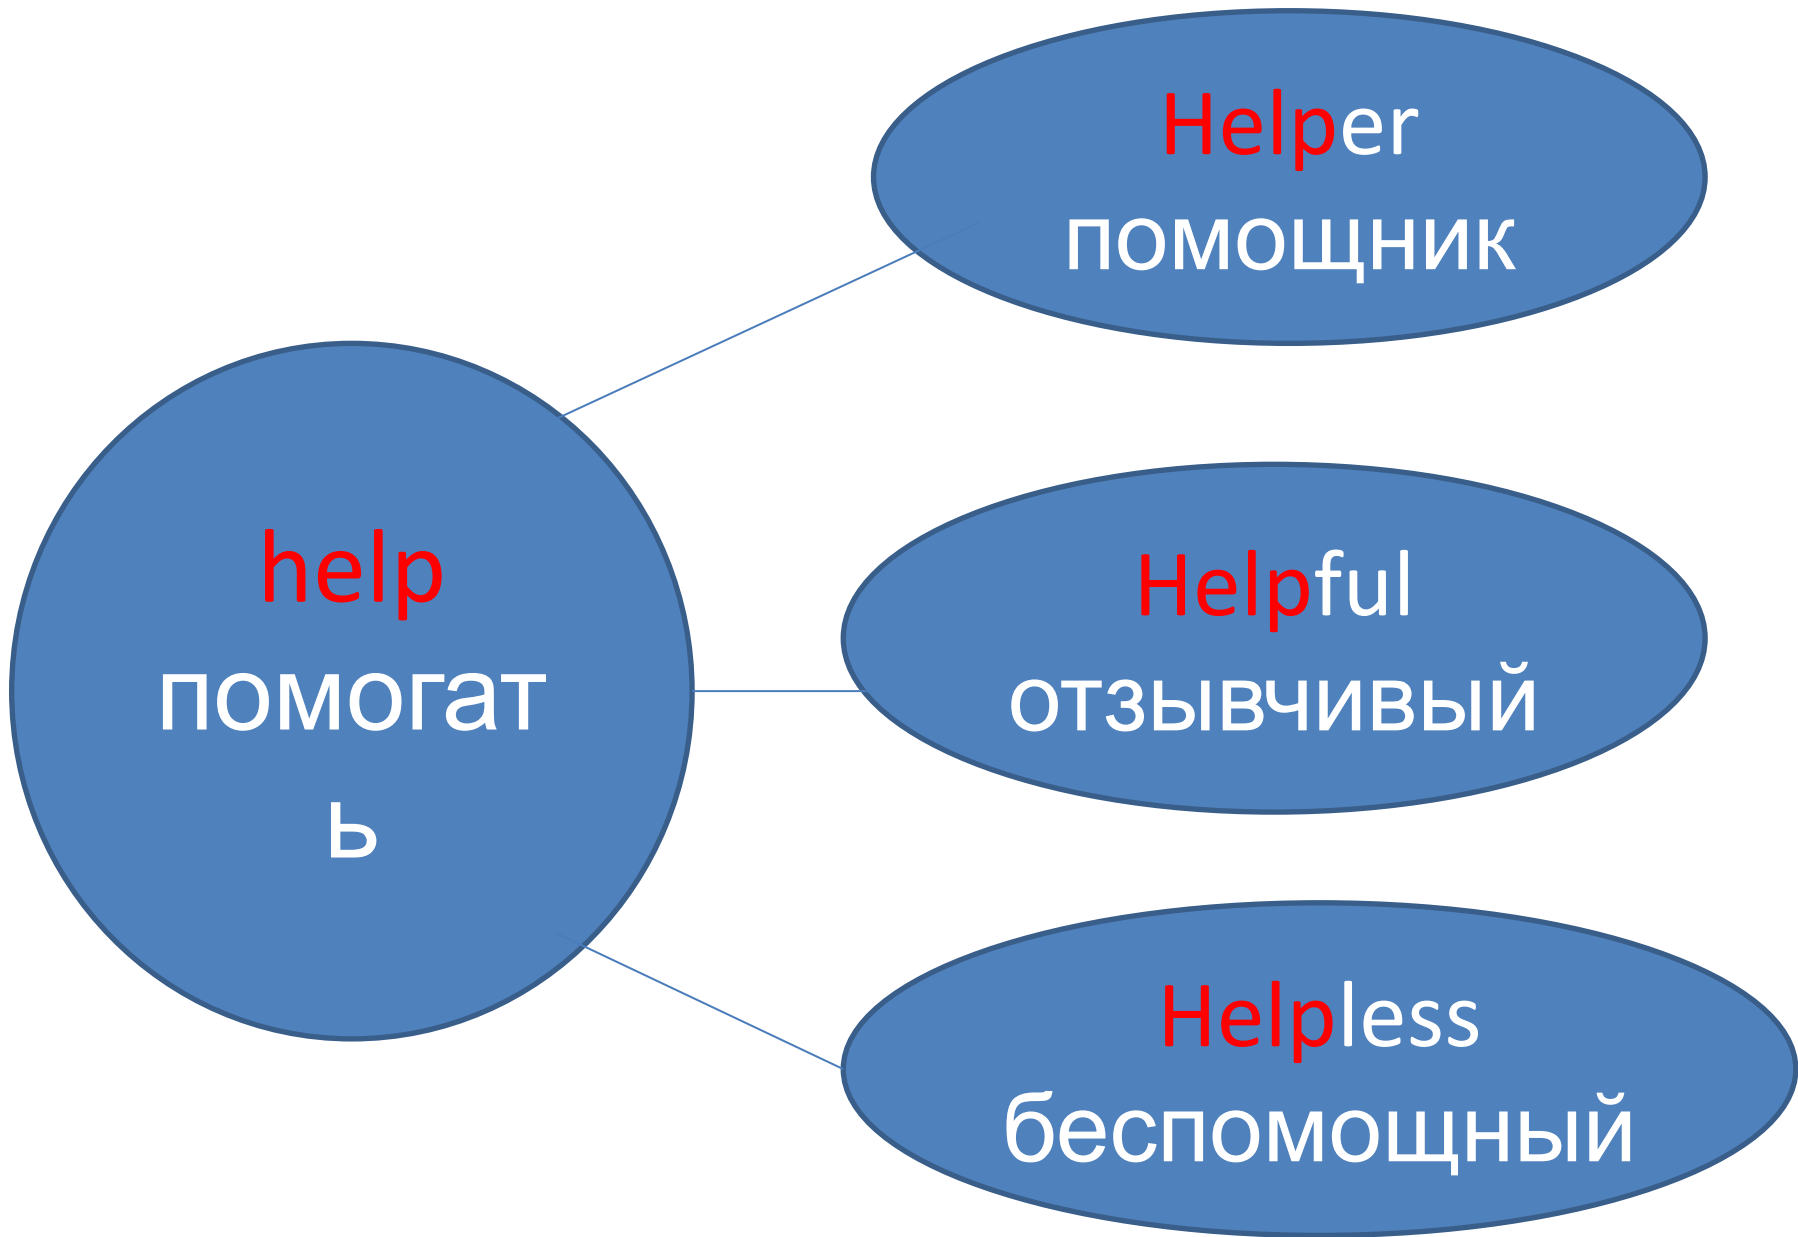 help
помогат
ь
Helper
помощник
Helpful
отзывчивый
Helpless
беспомощный